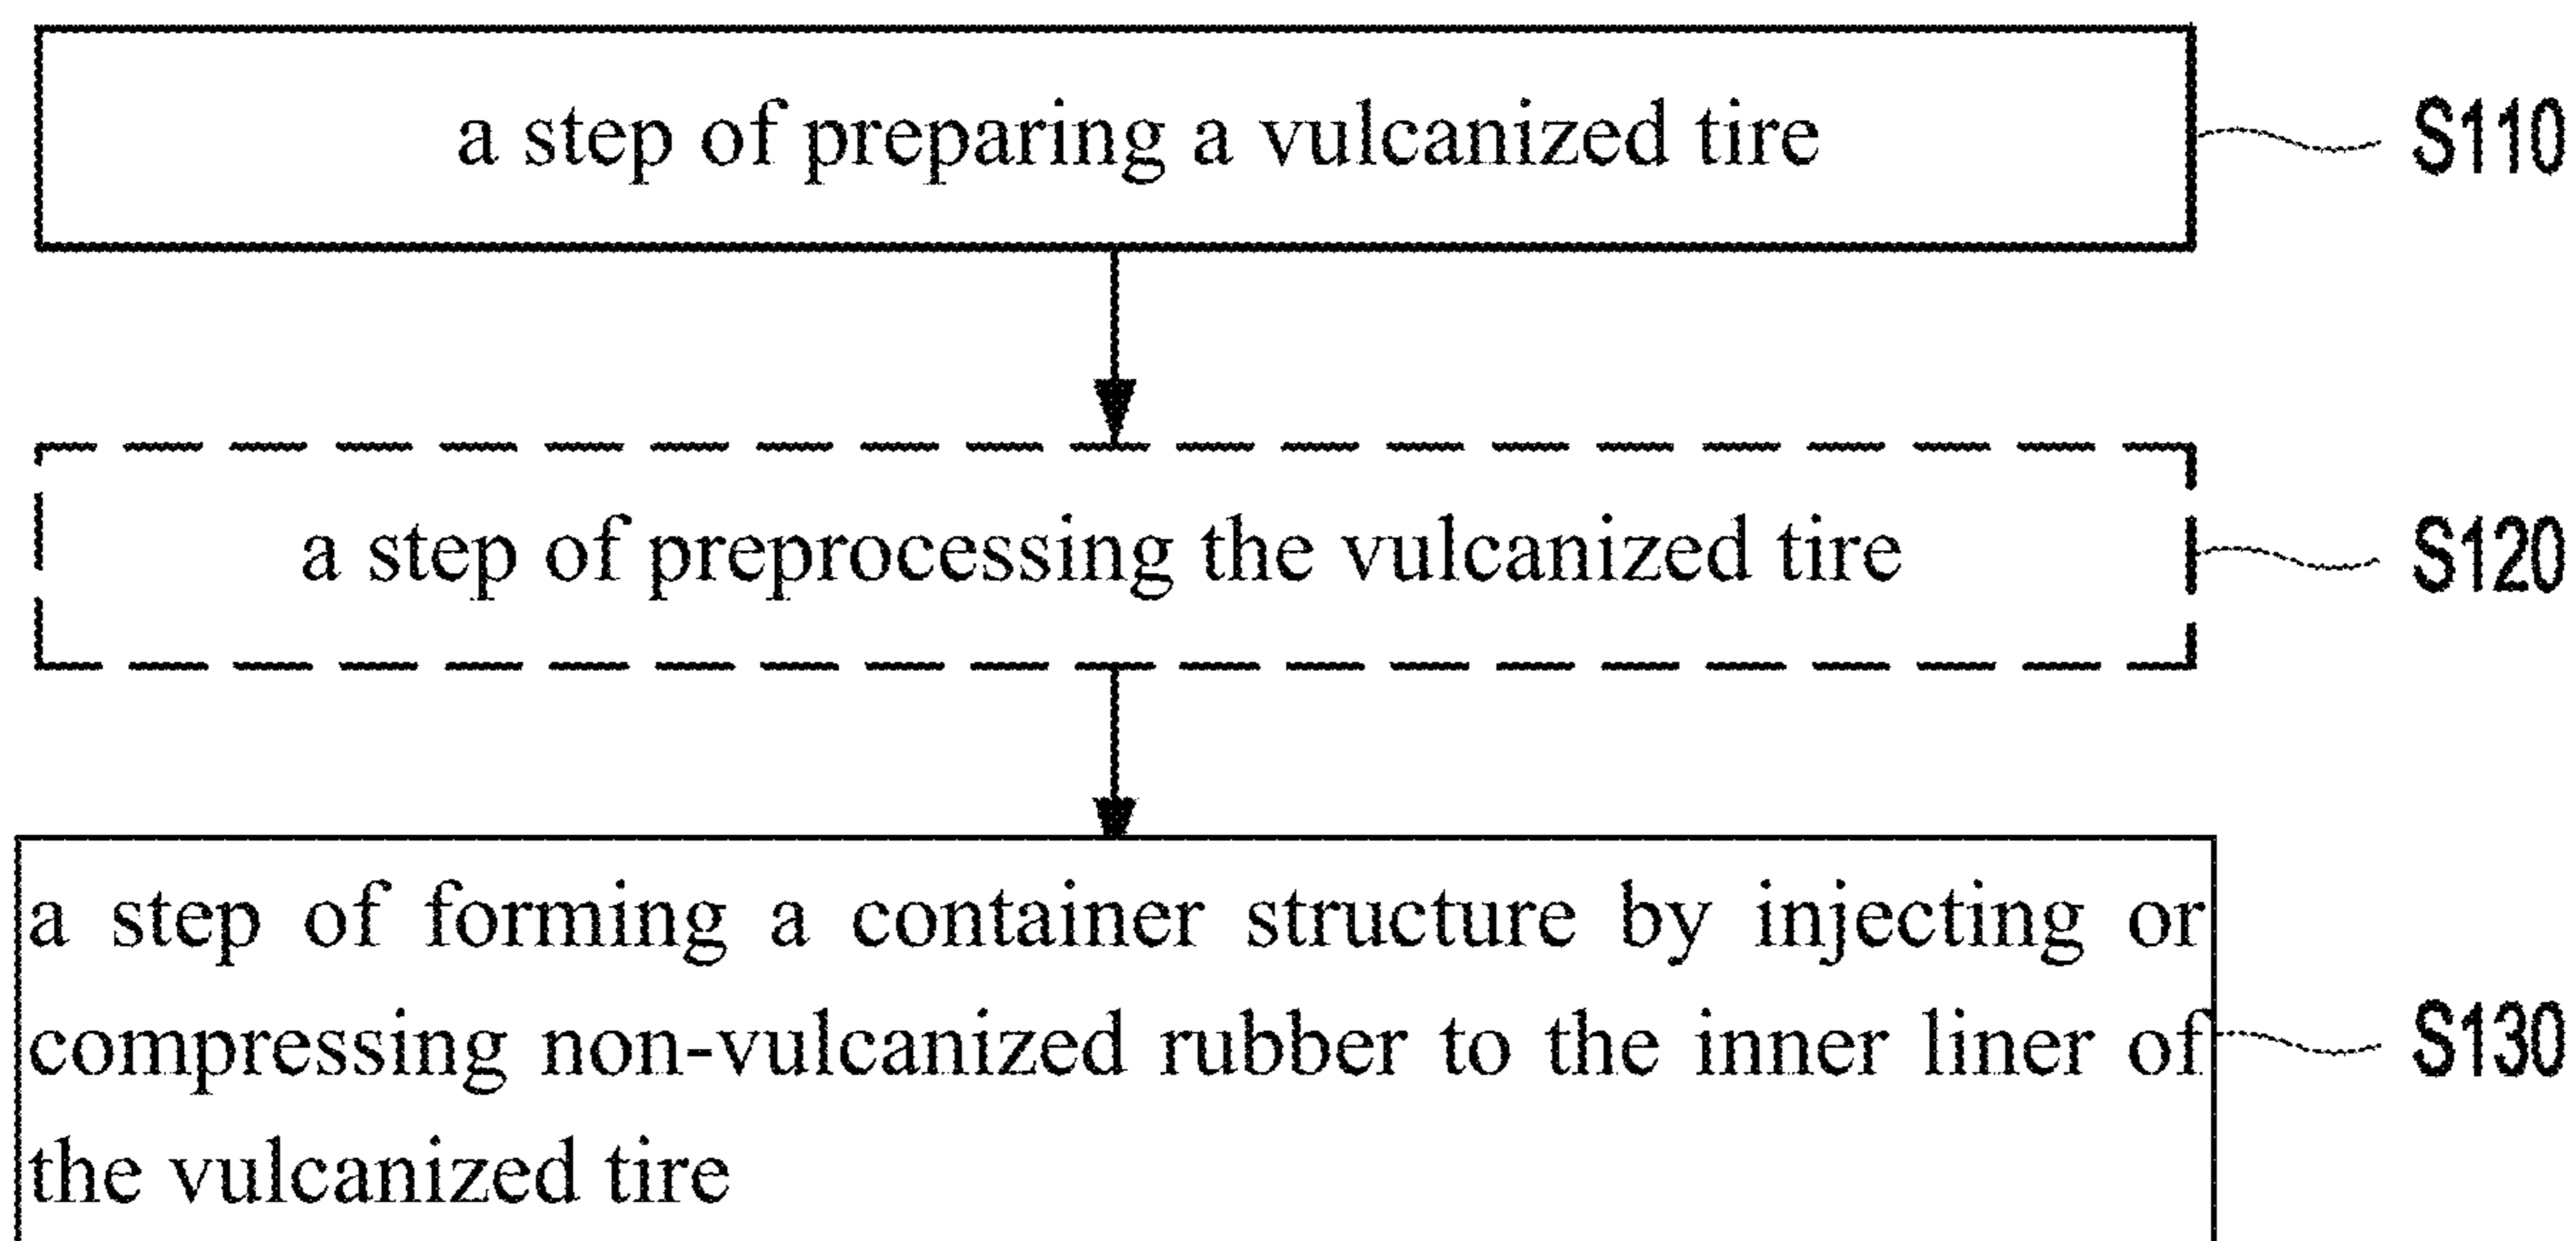 a step of preparing a vulcanized tire
S110
a step of preprocessing the vulcanized tire
S120
a step of forming a container structure by injecting or
compressing non-vulcanized rubber to the inner liner of
S130
the vulcanized tire